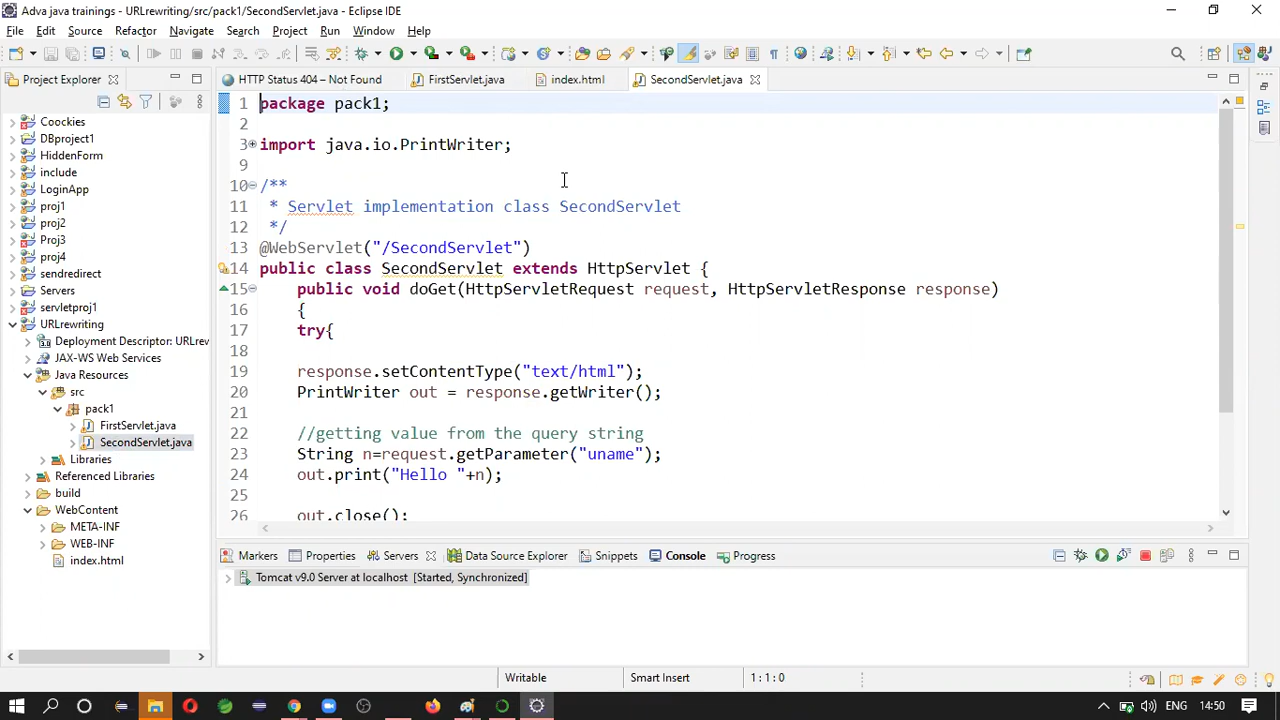 Adva java trainings - URLrewriting/src/pack1/SecondServlet.java - Eclipse IDE
File Edit Source Refactor Navigate Search Project Run Window Help
Project Explorer
HTTP Status 404 – Not Found FirstServlet.java index.html SecondServlet.java
Coockies
DBproject1
HiddenForm
include
LoginApp
proj1
proj2
Proj3
proj4
sendredirect
Servers
servletproj1
URLrewriting
Deployment Descriptor: URLrew
JAX-WS Web Services
Java Resources
src
pack1
FirstServlet.java
SecondServlet.java
Libraries
Referenced Libraries
build
WebContent
META-INF
WEB-INF
index.html
1 package pack1;
2
3 import java.io.PrintWriter;
9
10 /**
11 * Servlet implementation class SecondServlet
12 */
13 @WebServlet("/SecondServlet")
14 public class SecondServlet extends HttpServlet {
15 public void doGet(HttpServletRequest request, HttpServletResponse response)
16 {
17 try{
18
19 response.setContentType("text/html");
20 PrintWriter out = response.getWriter();
21
22 //getting value from the query string
23 String n=request.getParameter("uname");
24 out.print("Hello "+n);
25
26 out.close();
Markers Properties Servers Data Source Explorer Snippets Console Progress
Tomcat v9.0 Server at localhost [Started, Synchronized]
Writable Smart Insert 1 : 1 : 0
ENG 14:50